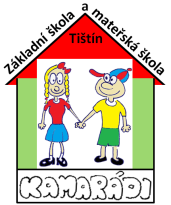 Základní škola a mateřská škola
Tištín
KAMARÁDI